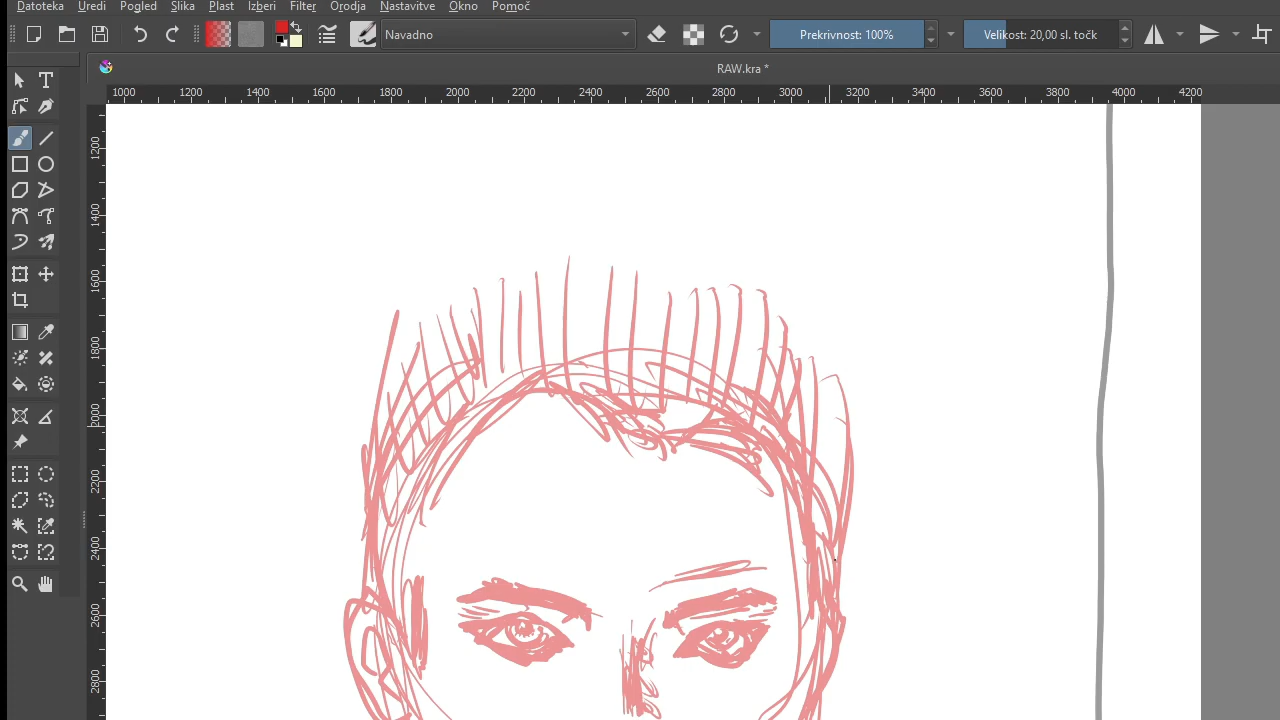 Datoteka Uredi Pogled Slika Plast Izberi Filter Orodja Nastavitve Okno Pomoč
Navadno Prekrivnost: 100% Velikost: 20,00 sl. točk
RAW.kra *
1000 1200 1400 1600 1800 2000 2200 2400 2600 2800 3000 3200 3400 3600 3800 4000 4200
1200
1400
1600
1800
2000
2200
2400
2600
2800